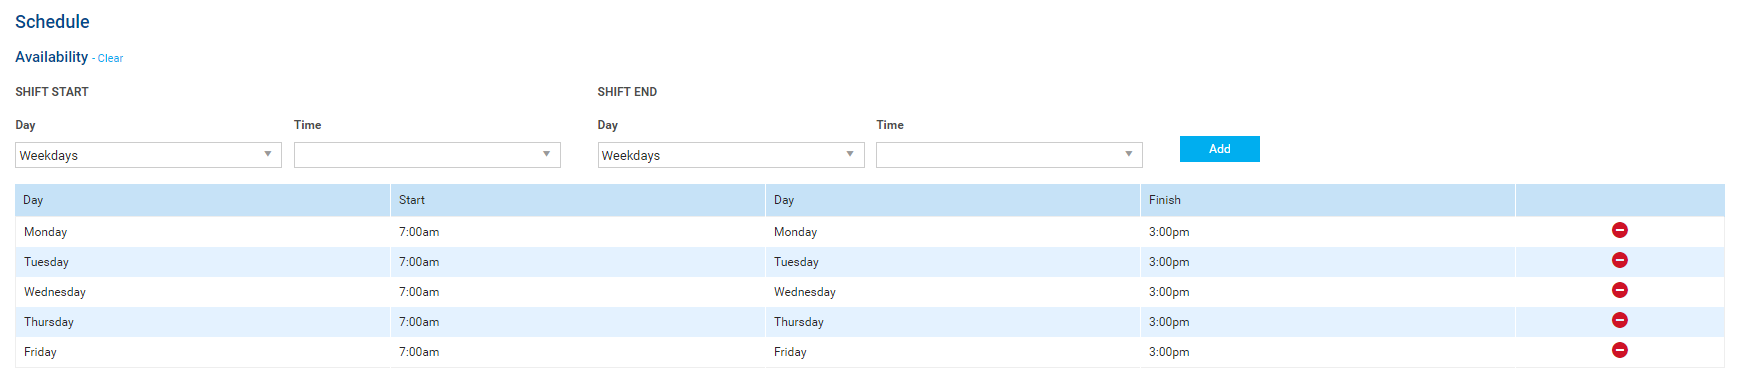 Schedule
Availability - Clear
SHIFT START SHIFT END
Day Time Day Time
Weekdays Weekdays Add
Day Start Day Finish
Monday 7:00am Monday 3:00pm
Tuesday 7:00am Tuesday 3:00pm
Wednesday 7:00am Wednesday 3:00pm
Thursday 7:00am Thursday 3:00pm
Friday 7:00am Friday 3:00pm